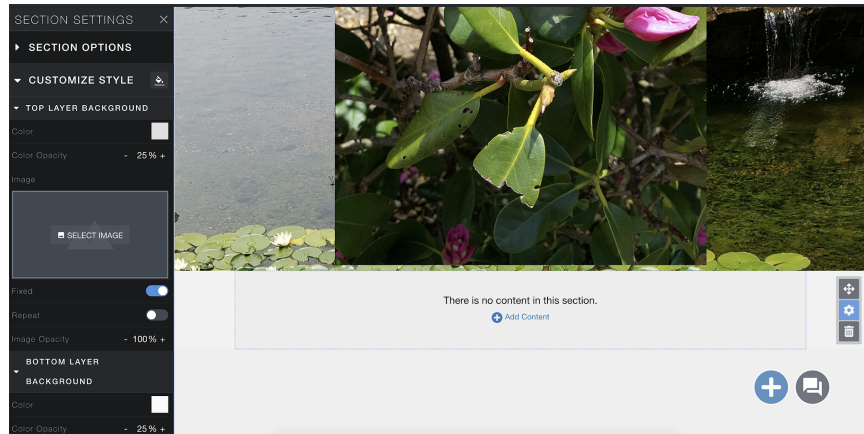 SECTION SETTINGS
SECTION OPTIONS
CUSTOMIZE STYLE
TOP LAYER BACKGROUND
Color
Color Opacity - 25% +
Image
SELECT IMAGE
Fixed
Repeat
Image Opacity - 100% +
BOTTOM LAYER
BACKGROUND
Color
Color Opacity - 25% +
There is no content in this section.
Add Content